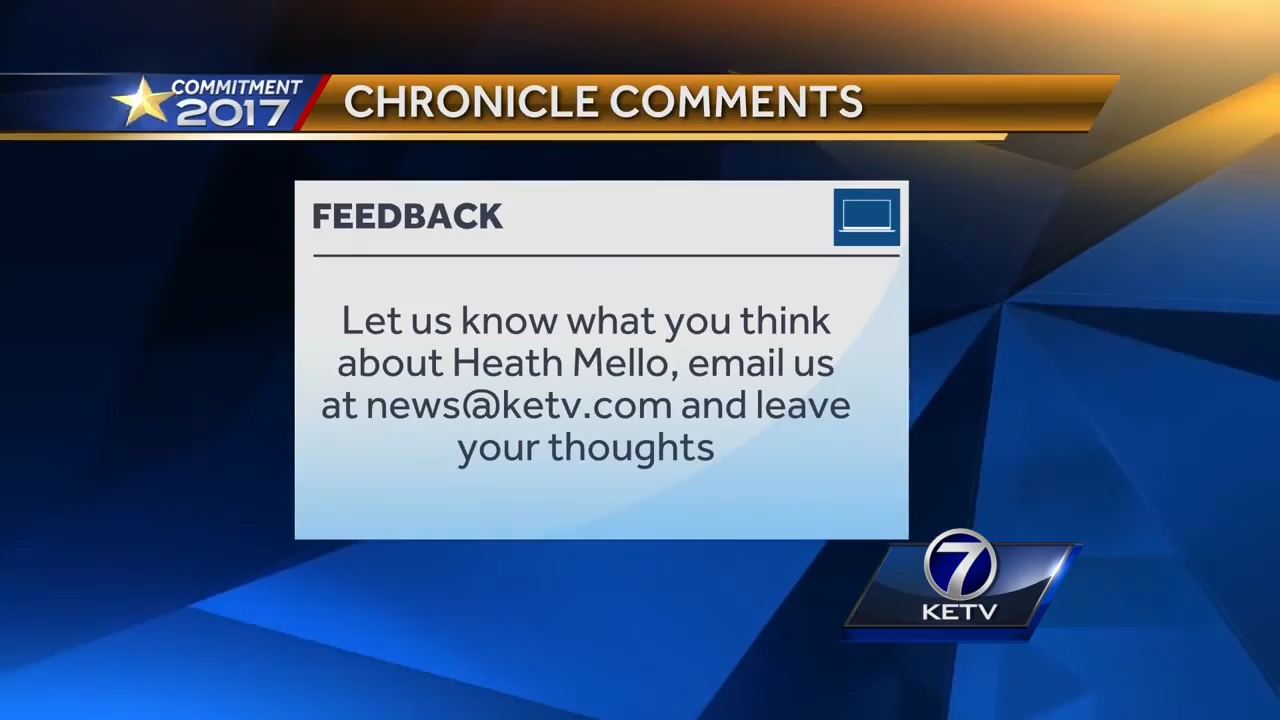 COMMITMENT
2017
CHRONICLE COMMENTS
FEEDBACK
Let us know what you think
about Heath Mello, email us
at news@ketv.com and leave
your thoughts
7
KETV